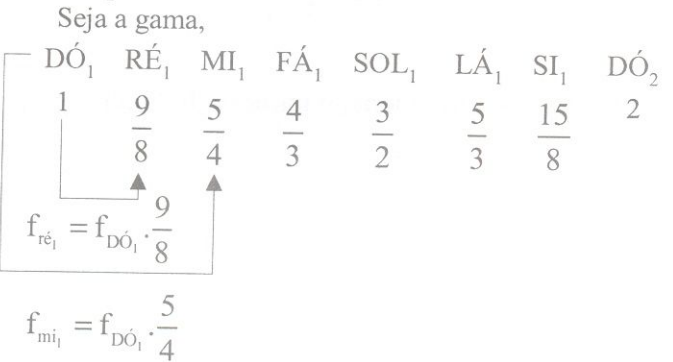 Seja a gama,
DÓ₁ RÉ₁ MI₁ FÁ₁ SOL₁ LÁ₁ SI₁ DÓ₂
1 9/8 5/4 4/3 3/2 5/3 15/8 2
f_ré₁ = f_DÓ₁ . 9/8
f_mi₁ = f_DÓ₁ . 5/4